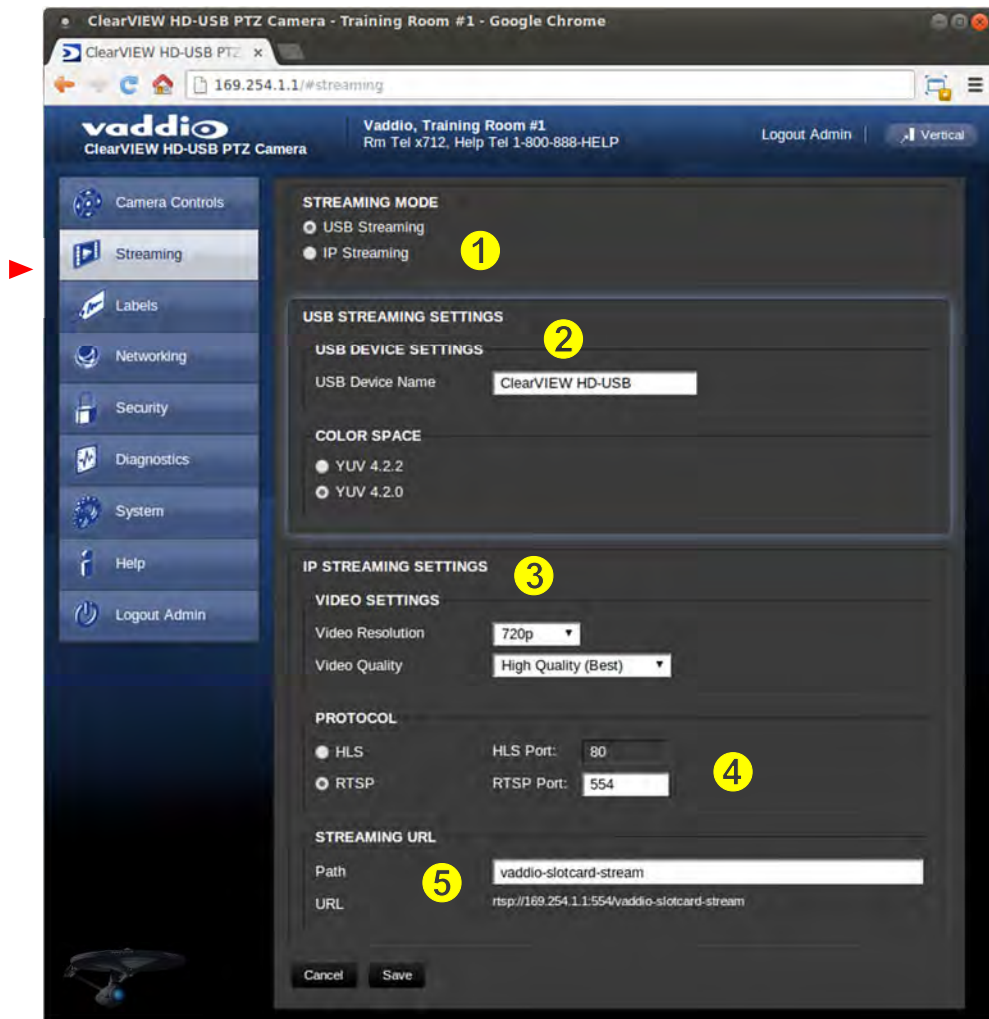 ClearVIEW HD-USB PTZ Camera - Training Room #1 - Google Chrome
ClearVIEW HD-USB PTZ ×
169.254.1.1/#streaming
vaddio
ClearVIEW HD-USB PTZ Camera
Vaddio, Training Room #1
Rm Tel x712, Help Tel 1-800-888-HELP
Logout Admin
Vertical
Camera Controls
Streaming
Labels
Networking
Security
Diagnostics
System
Help
Logout Admin
STREAMING MODE
USB Streaming
IP Streaming
1
USB STREAMING SETTINGS
2
USB DEVICE SETTINGS
USB Device Name ClearVIEW HD-USB
COLOR SPACE
YUV 4.2.2
YUV 4.2.0
IP STREAMING SETTINGS
3
VIDEO SETTINGS
Video Resolution 720p
Video Quality High Quality (Best)
PROTOCOL
HLS HLS Port: 80
RTSP RTSP Port: 554
4
STREAMING URL
Path vaddio-slotcard-stream
5
URL rtsp://169.254.1.1:554/vaddio-slotcard-stream
Cancel Save